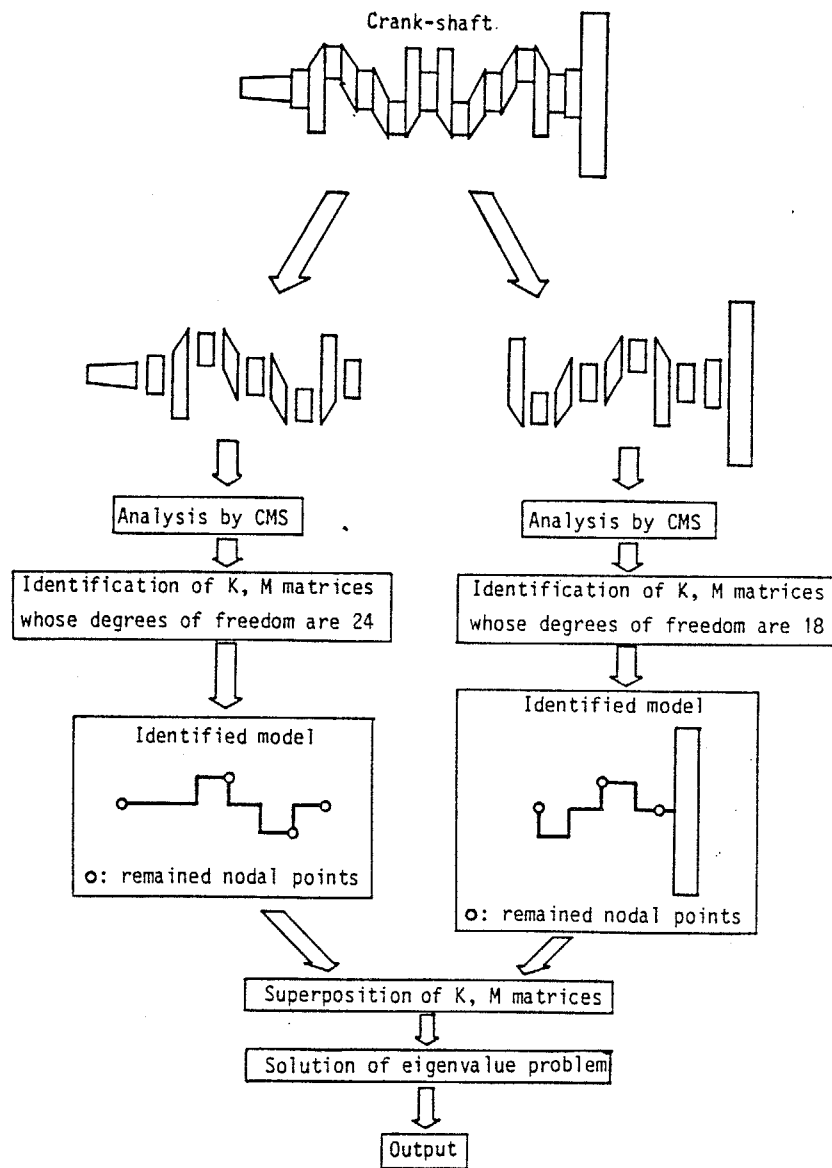 Crank-shaft.
Analysis by CMS
Identification of K, M matrices
whose degrees of freedom are 24
Identified model
o: remained nodal points
Analysis by CMS
Identification of K, M matrices
whose degrees of freedom are 18
Identified model
o: remained nodal points
Superposition of K, M matrices
Solution of eigenvalue problem
Output